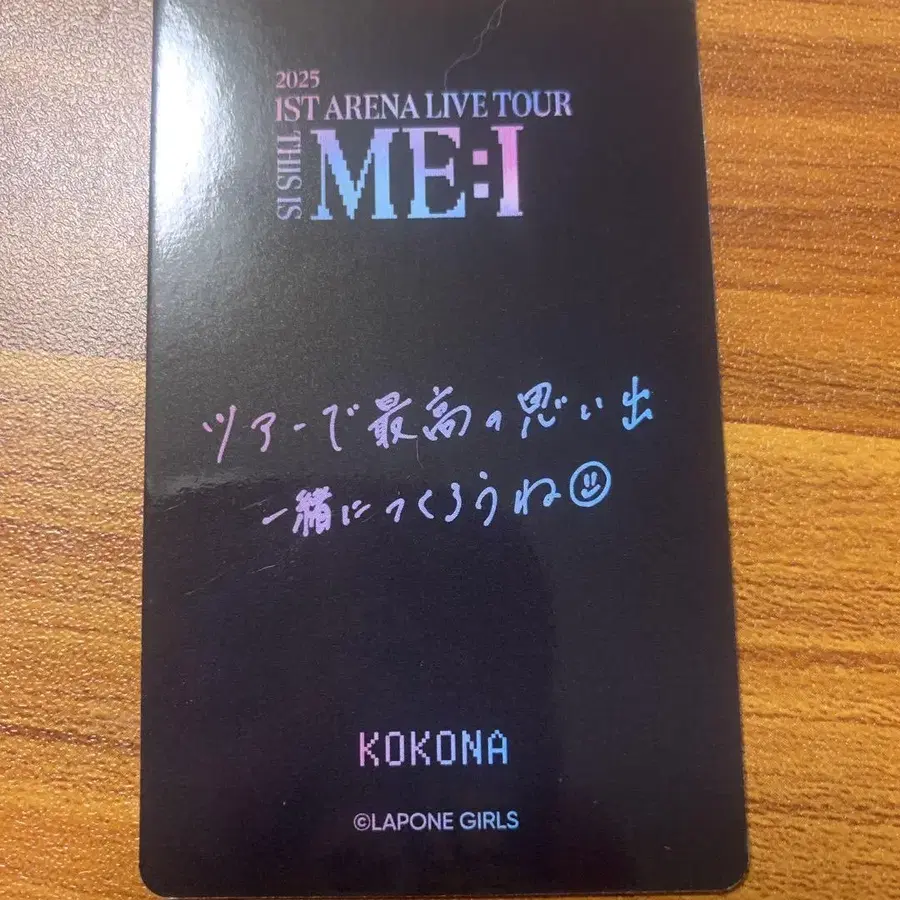 2025
1ST ARENA LIVE TOUR
THIS IS
ME:I
ツアーで最高の思い出
一緒につくろうね
KOKONA
©LAPONE GIRLS